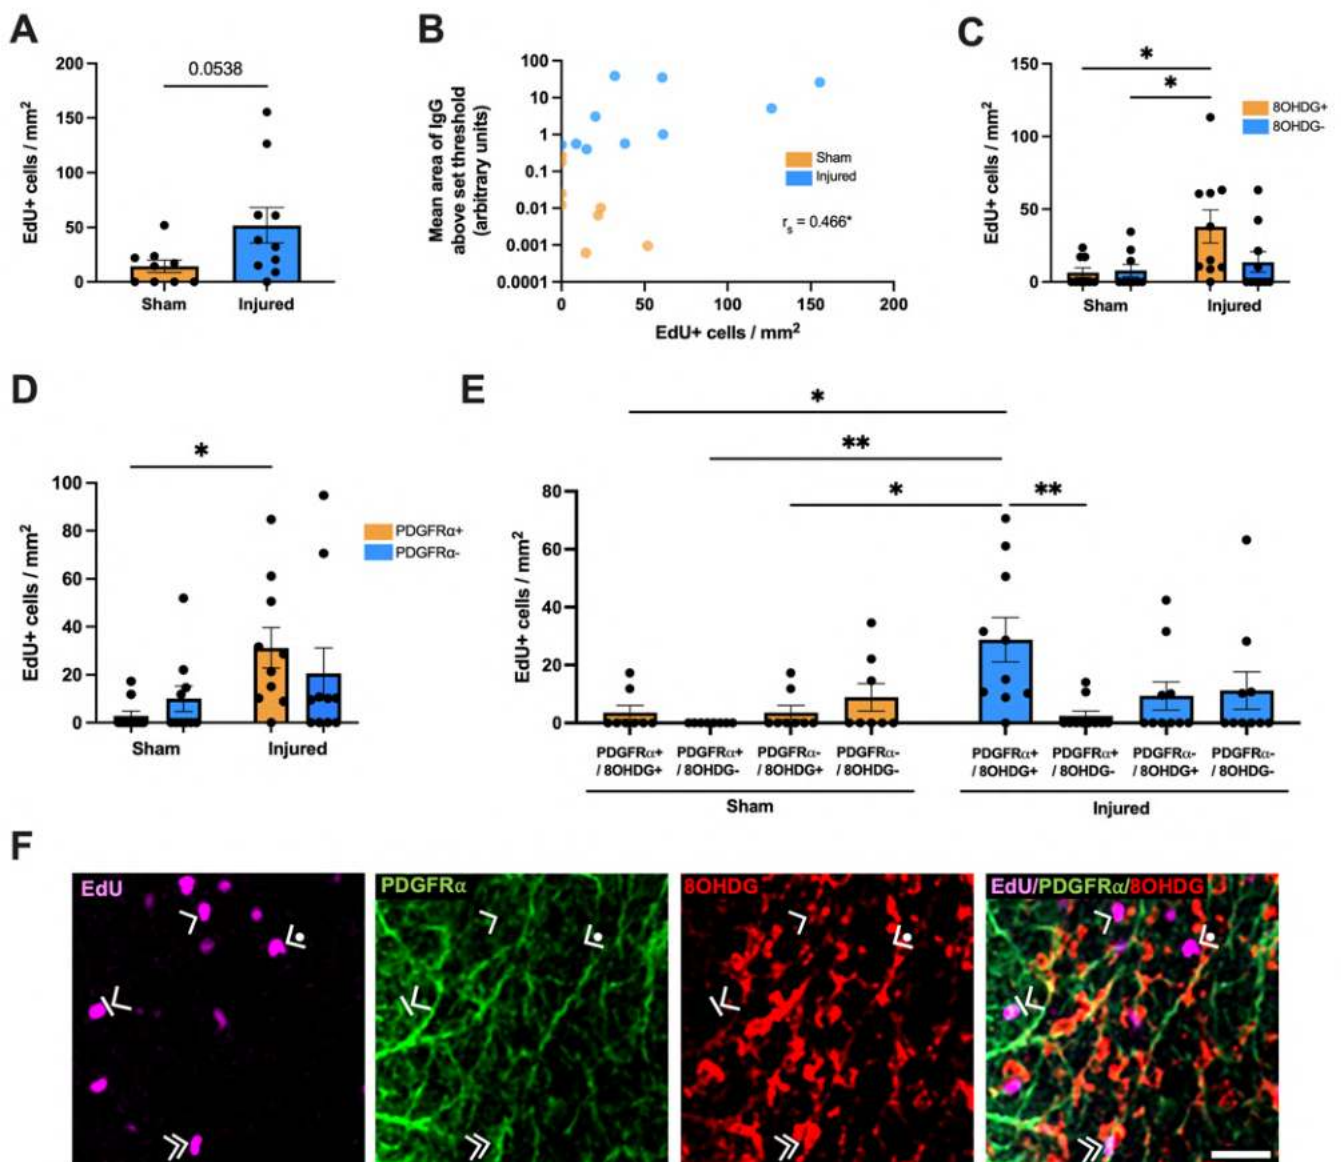 A
200
150
100
50
0
EdU+ cells / mm²
0.0538
Sham
Injured
B
100
10
1
0.1
0.01
0.001
0.0001
Mean area of IgG
above set threshold
(arbitrary units)
0
50
100
150
200
EdU+ cells / mm²
Sham
Injured
rₛ = 0.466*
C
150
100
50
0
EdU+ cells / mm²
*
*
8OHDG+
8OHDG-
Sham
Injured
D
100
80
60
40
20
0
EdU+ cells / mm²
*
PDGFRα+
PDGFRα-
Sham
Injured
E
80
60
40
20
0
EdU+ cells / mm²
*
**
*
**
PDGFRα+ PDGFRα+ PDGFRα- PDGFRα- PDGFRα+ PDGFRα+ PDGFRα- PDGFRα-
/ 8OHDG+ / 8OHDG- / 8OHDG+ / 8OHDG- / 8OHDG+ / 8OHDG- / 8OHDG+ / 8OHDG-
Sham
Injured
F
EdU
PDGFRα
8OHDG
EdU/PDGFRα/8OHDG